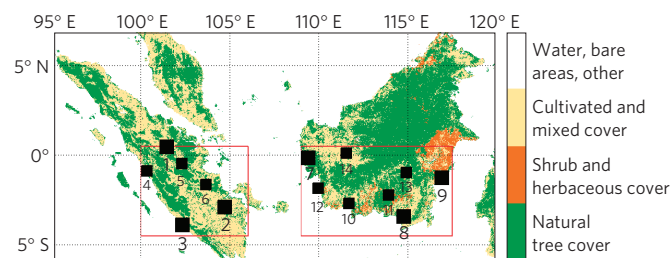 95° E 100° E 105° E 110° E 115° E 120° E
5° N
0°
5° S
1
4
5
6
2
3
7
14
13
9
12
10
11
8
Water, bare
areas, other
Cultivated and
mixed cover
Shrub and
herbaceous cover
Natural
tree cover